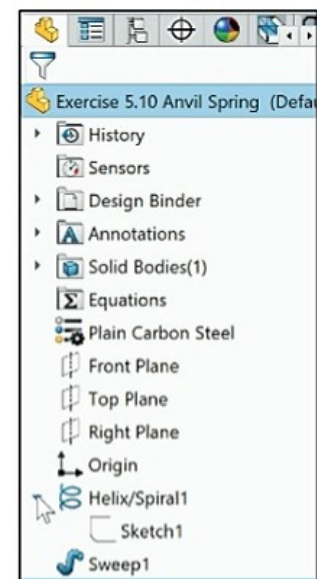 Exercise 5.10 Anvil Spring (Defau
History
Sensors
Design Binder
Annotations
Solid Bodies(1)
Equations
Plain Carbon Steel
Front Plane
Top Plane
Right Plane
Origin
Helix/Spiral1
Sketch1
Sweep1